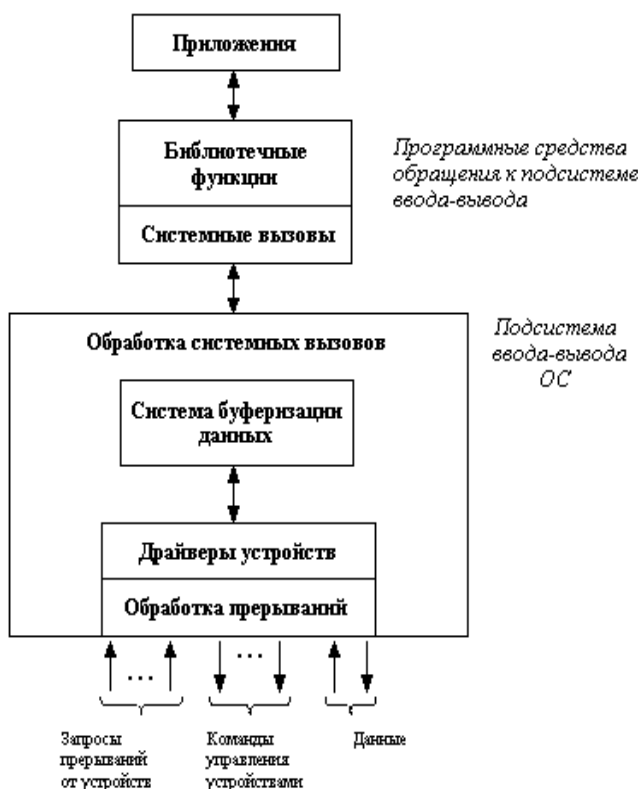 Приложения
Библиотечные
функции
Системные вызовы
Программные средства
обращения к подсистеме
ввода-вывода
Подсистема
ввода-вывода
ОС
Обработка системных вызовов
Система буферизации
данных
Драйверы устройств
Обработка прерываний
...
...
Запросы
прерываний
от устройств
Команды
управления
устройствами
Данные